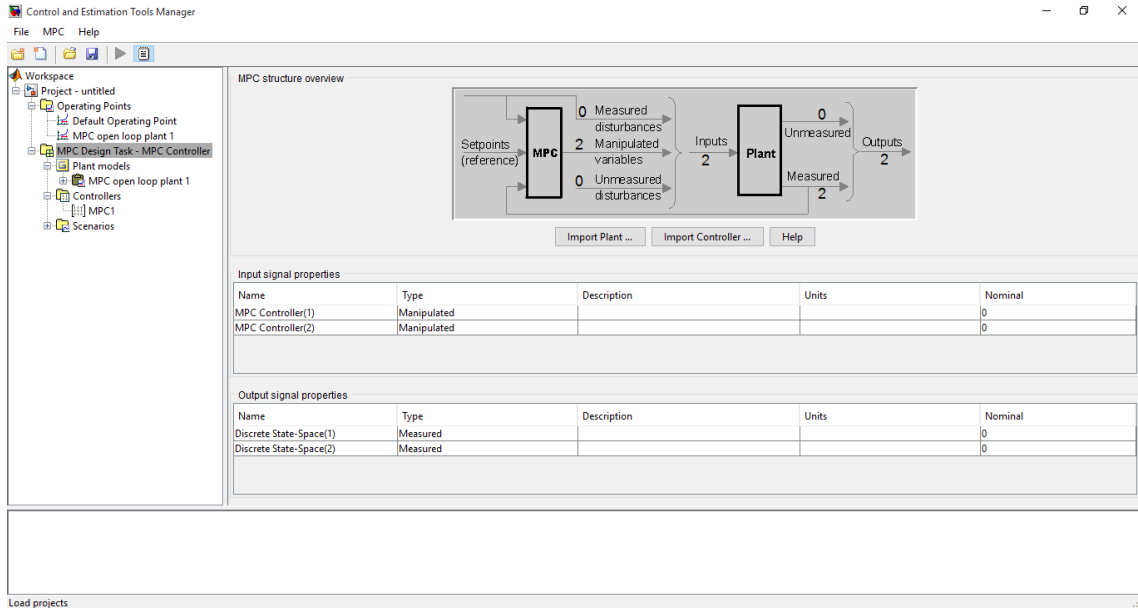 Control and Estimation Tools Manager
File MPC Help
Workspace
Project - untitled
Operating Points
Default Operating Point
MPC open loop plant 1
MPC Design Task - MPC Controller
Plant models
MPC open loop plant 1
Controllers
MPC1
Scenarios
MPC structure overview
Setpoints
(reference)
MPC
0 Measured
disturbances
2 Manipulated
variables
0 Unmeasured
disturbances
Inputs
2
Plant
0
Unmeasured
Measured
2
Outputs
2
Import Plant ... Import Controller ... Help
Input signal properties
Name Type Description Units Nominal
MPC Controller(1) Manipulated 0
MPC Controller(2) Manipulated 0
Output signal properties
Name Type Description Units Nominal
Discrete State-Space(1) Measured 0
Discrete State-Space(2) Measured 0
Load projects